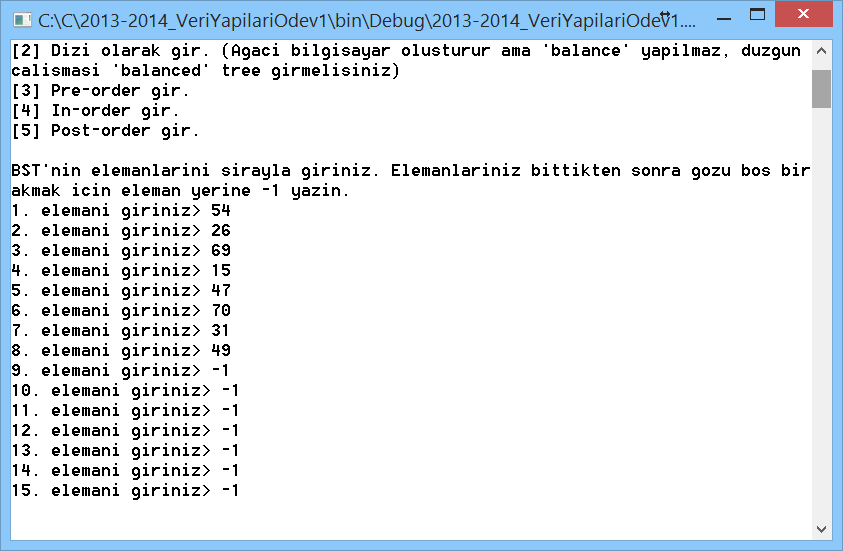 C:\C\2013-2014_VeriYapilariOdev1\bin\Debug\2013-2014_VeriYapilariOdev1....
[2] Dizi olarak gir. (Agaci bilgisayar olusturur ama 'balance' yapilmaz, duzgun
calismasi 'balanced' tree girmelisiniz)
[3] Pre-order gir.
[4] In-order gir.
[5] Post-order gir.
BST'nin elemanlarini sirayla giriniz. Elemanlariniz bittikten sonra gozu bos bir
akmak icin eleman yerine -1 yazin.
1. elemani giriniz> 54
2. elemani giriniz> 26
3. elemani giriniz> 69
4. elemani giriniz> 15
5. elemani giriniz> 47
6. elemani giriniz> 70
7. elemani giriniz> 31
8. elemani giriniz> 49
9. elemani giriniz> -1
10. elemani giriniz> -1
11. elemani giriniz> -1
12. elemani giriniz> -1
13. elemani giriniz> -1
14. elemani giriniz> -1
15. elemani giriniz> -1